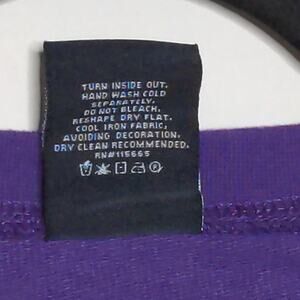 TURN INSIDE OUT.
HAND WASH COLD
SEPARATELY.
DO NOT BLEACH.
RESHAPE DRY FLAT.
COOL IRON FABRIC,
AVOIDING DECORATION.
DRY CLEAN RECOMMENDED.
RN#115665